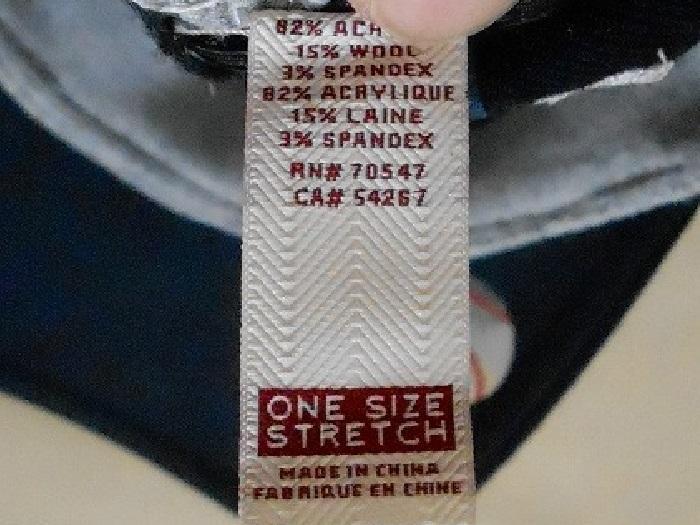 82% ACR
15% WOOL
3% SPANDEX
82% ACRYLIQUE
15% LAINE
3% SPANDEX
RN# 70547
CA# 54267
ONE SIZE
STRETCH
MADE IN CHINA
FABRIQUE EN CHINE